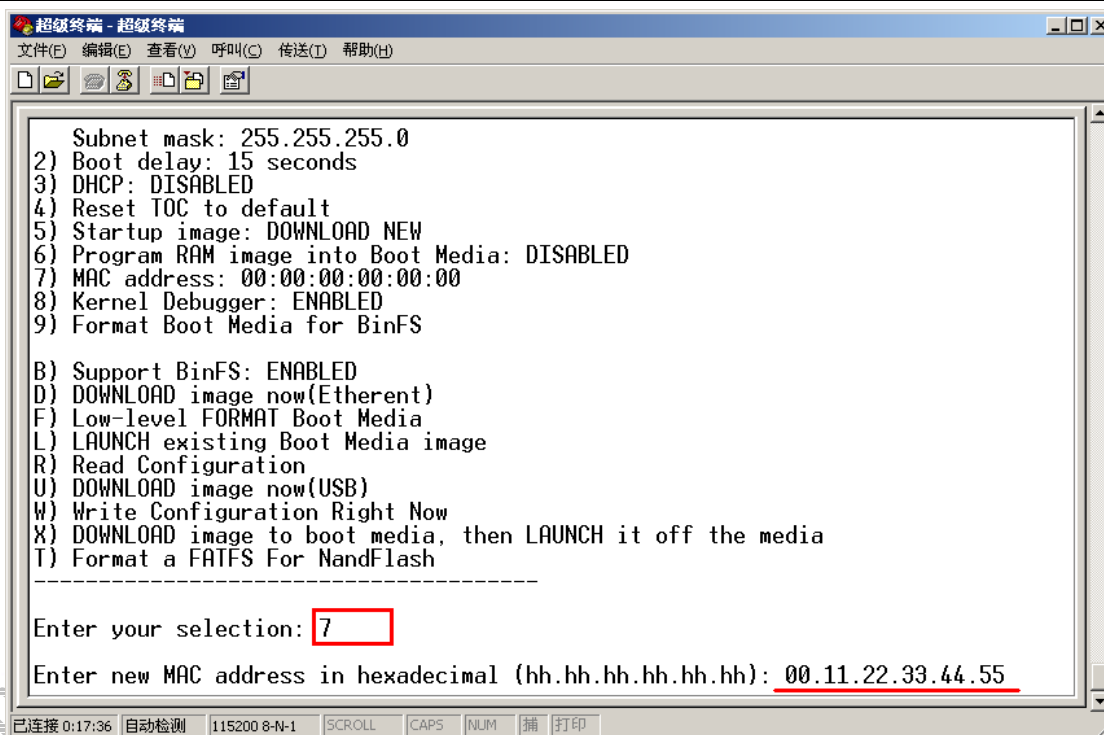 超级终端 - 超级终端
文件(F) 编辑(E) 查看(V) 呼叫(C) 传送(T) 帮助(H)
Subnet mask: 255.255.255.0
2) Boot delay: 15 seconds
3) DHCP: DISABLED
4) Reset TOC to default
5) Startup image: DOWNLOAD NEW
6) Program RAM image into Boot Media: DISABLED
7) MAC address: 00:00:00:00:00:00
8) Kernel Debugger: ENABLED
9) Format Boot Media for BinFS
B) Support BinFS: ENABLED
D) DOWNLOAD image now(Etherent)
F) Low-level FORMAT Boot Media
L) LAUNCH existing Boot Media image
R) Read Configuration
U) DOWNLOAD image now(USB)
W) Write Configuration Right Now
X) DOWNLOAD image to boot media, then LAUNCH it off the media
T) Format a FATFS For NandFlash
----------------------------------------
Enter your selection: 7
Enter new MAC address in hexadecimal (hh.hh.hh.hh.hh.hh): 00.11.22.33.44.55
已连接 0:17:36 自动检测 115200 8-N-1 SCROLL CAPS NUM 捕 打印